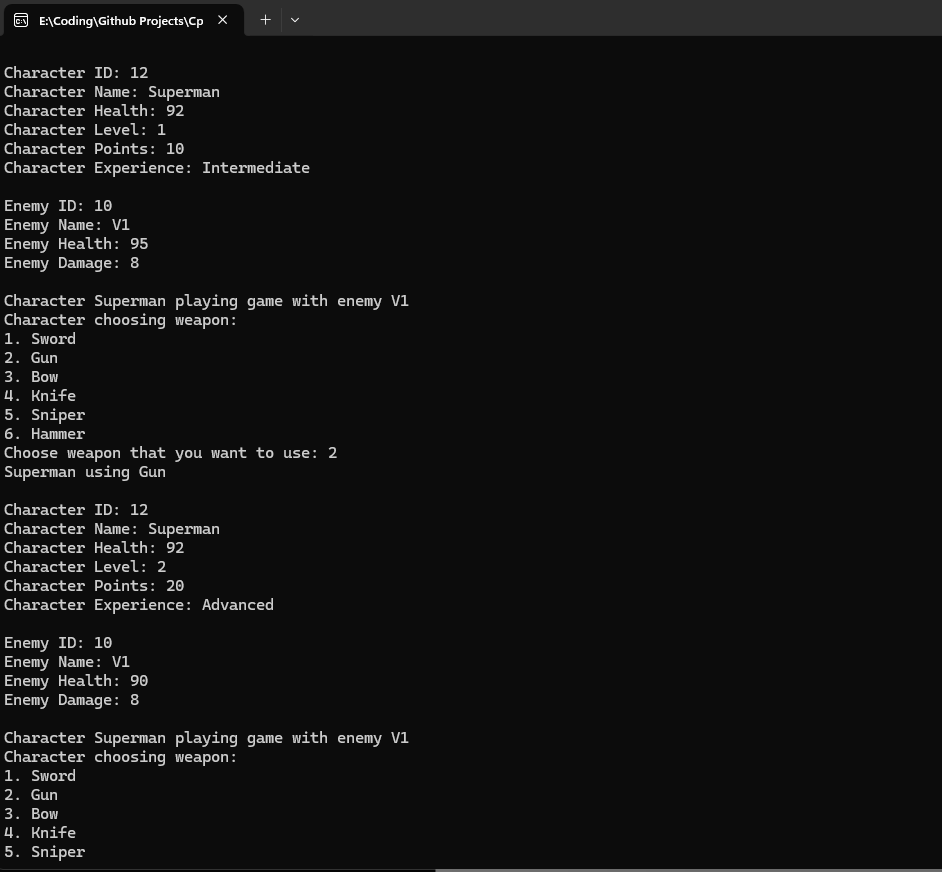 E:\Coding\Github Projects\Cp
Character ID: 12
Character Name: Superman
Character Health: 92
Character Level: 1
Character Points: 10
Character Experience: Intermediate
Enemy ID: 10
Enemy Name: V1
Enemy Health: 95
Enemy Damage: 8
Character Superman playing game with enemy V1
Character choosing weapon:
1. Sword
2. Gun
3. Bow
4. Knife
5. Sniper
6. Hammer
Choose weapon that you want to use: 2
Superman using Gun
Character ID: 12
Character Name: Superman
Character Health: 92
Character Level: 2
Character Points: 20
Character Experience: Advanced
Enemy ID: 10
Enemy Name: V1
Enemy Health: 90
Enemy Damage: 8
Character Superman playing game with enemy V1
Character choosing weapon:
1. Sword
2. Gun
3. Bow
4. Knife
5. Sniper